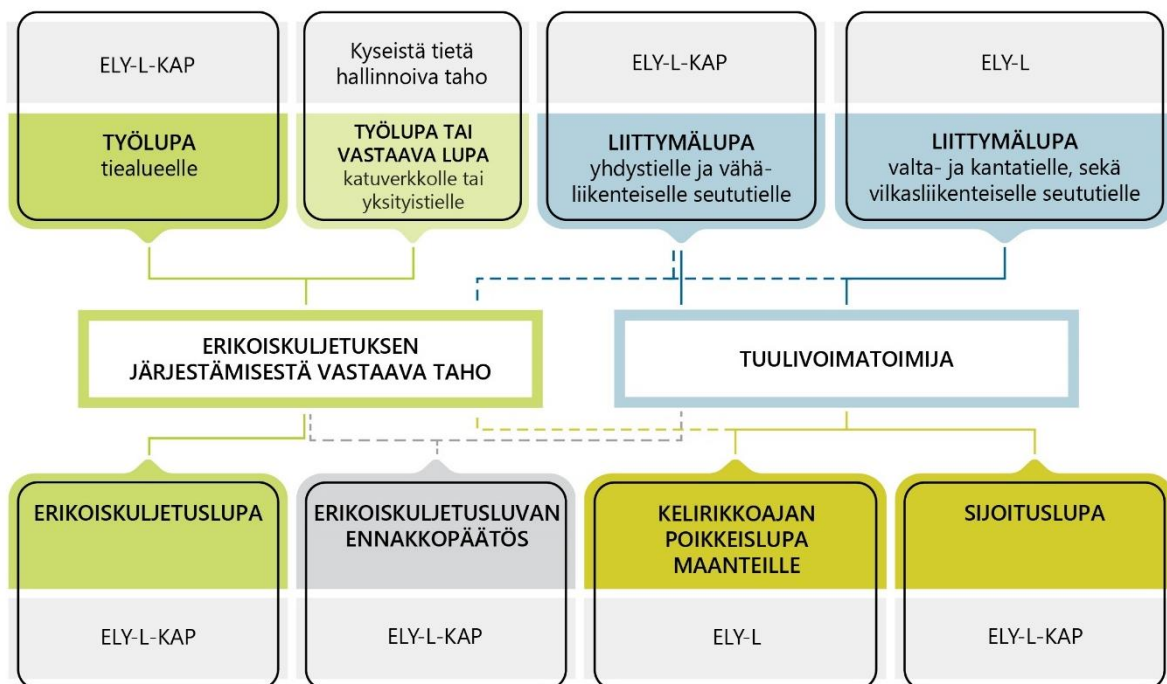 ELY-L-KAP
Kyseistä tietä
hallinnoiva taho
ELY-L-KAP
ELY-L
TYÖLUPA
tiealueelle
TYÖLUPA TAI
VASTAAVA LUPA
katuverkkolle tai
yksityistielle
LIITTYMÄLUPA
yhdystielle ja vähä-
liikenteiselle seututielle
LIITTYMÄLUPA
valta- ja kantatielle, sekä
vilkasliikenteiselle seututielle
ERIKOISKULJETUKSEN
JÄRJESTÄMISESTÄ VASTAAVA TAHO
TUULIVOIMATOIMIJA
ERIKOISKULJETUSLUPA
ERIKOISKULJETUSLUVAN
ENNAKKOPÄÄTÖS
KELIRIKKOAJAN
POIKKEISLUPA
MAANTEILLE
SIJOITUSLUPA
ELY-L-KAP
ELY-L-KAP
ELY-L
ELY-L-KAP